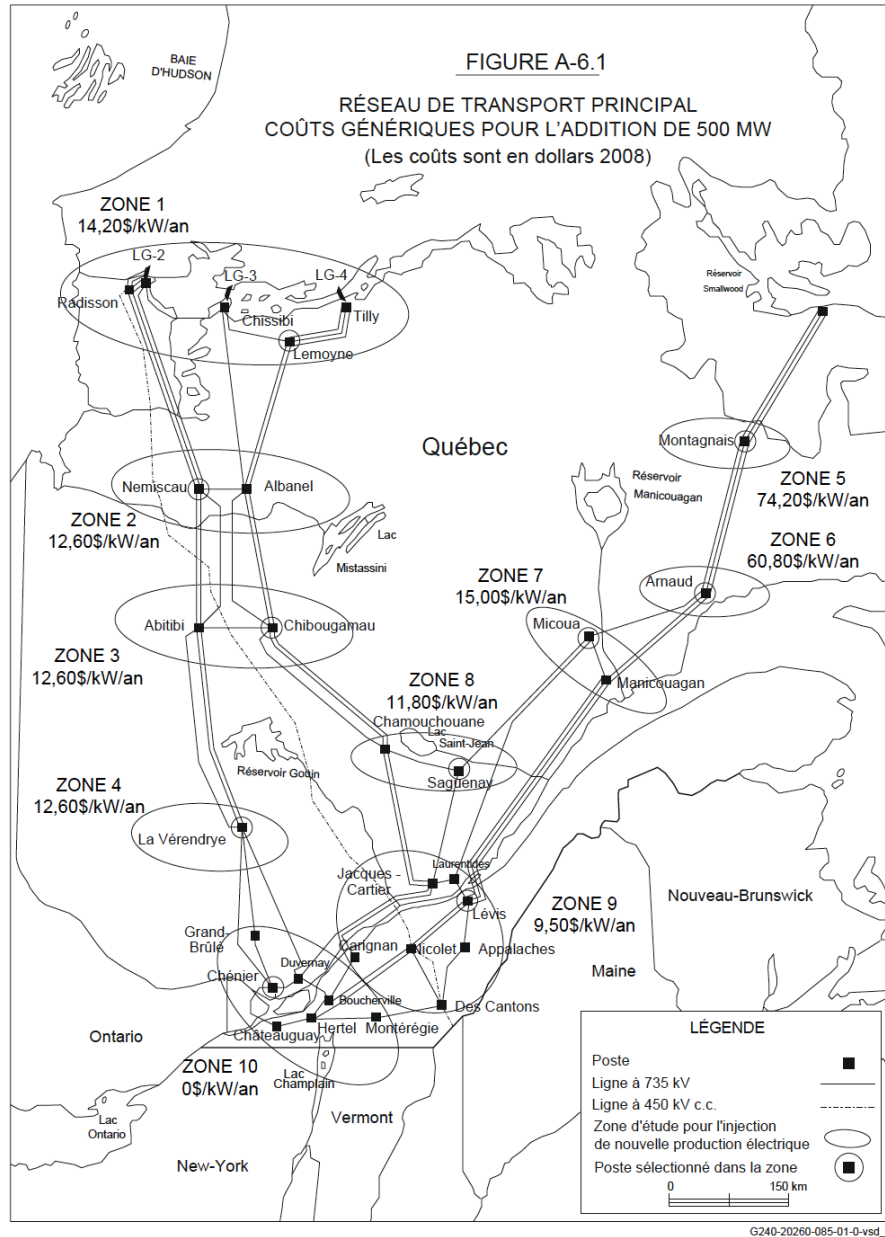 BAIE
D'HUDSON
FIGURE A-6.1
RÉSEAU DE TRANSPORT PRINCIPAL
COÛTS GÉNÉRIQUES POUR L'ADDITION DE 500 MW
(Les coûts sont en dollars 2008)
ZONE 1
14,20$/kW/an
LG-2
LG-3
LG-4
Radisson
Chissibi
Tilly
Lemoyne
Réservoir
Smallwood
Québec
Montagnais
Nemiscau
Albanel
Réservoir
Manicouagan
ZONE 5
74,20$/kW/an
ZONE 2
12,60$/kW/an
Lac
Mistassini
ZONE 6
60,80$/kW/an
ZONE 7
15,00$/kW/an
Arnaud
Abitibi
Chibougamau
Micoua
ZONE 3
12,60$/kW/an
ZONE 8
11,80$/kW/an
Manicouagan
Chamouchouane
Lac
Saint-Jean
Saguenay
Réservoir Gouin
ZONE 4
12,60$/kW/an
La Vérendrye
Jacques -
Cartier
Laurentides
Lévis
ZONE 9
9,50$/kW/an
Nouveau-Brunswick
Grand-
Brûlé
Carignan
Nicolet
Appalaches
Duvernay
Chénier
Maine
Boucherville
Des Cantons
Châteauguay
Hertel
Montérégie
Ontario
ZONE 10
0$/kW/an
Lac
Champlain
Vermont
Lac
Ontario
New-York
LÉGENDE
Poste
Ligne à 735 kV
Ligne à 450 kV c.c.
Zone d'étude pour l'injection
de nouvelle production électrique
Poste sélectionné dans la zone
0 150 km
G240-20260-085-01-0-vsd_